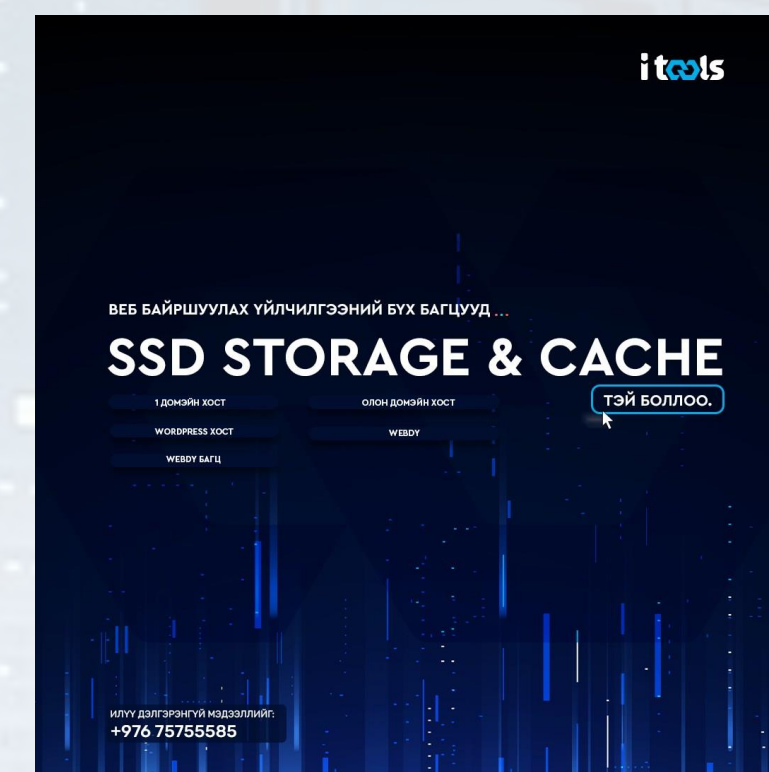 itools
ВЕБ БАЙРШУУЛАХ ҮЙЛЧИЛГЭЭНИЙ БҮХ БАГЦУУД ...
SSD STORAGE & CACHE
ТЭЙ БОЛЛОО.
1 ДОМЭЙН ХОСТ
ОЛОН ДОМЭЙН ХОСТ
WORDPRESS ХОСТ
WEBDY
WEBDY БАГЦ
ИЛҮҮ ДЭЛГЭРЭНГҮЙ МЭДЭЭЛЛИЙГ:
+976 75755585